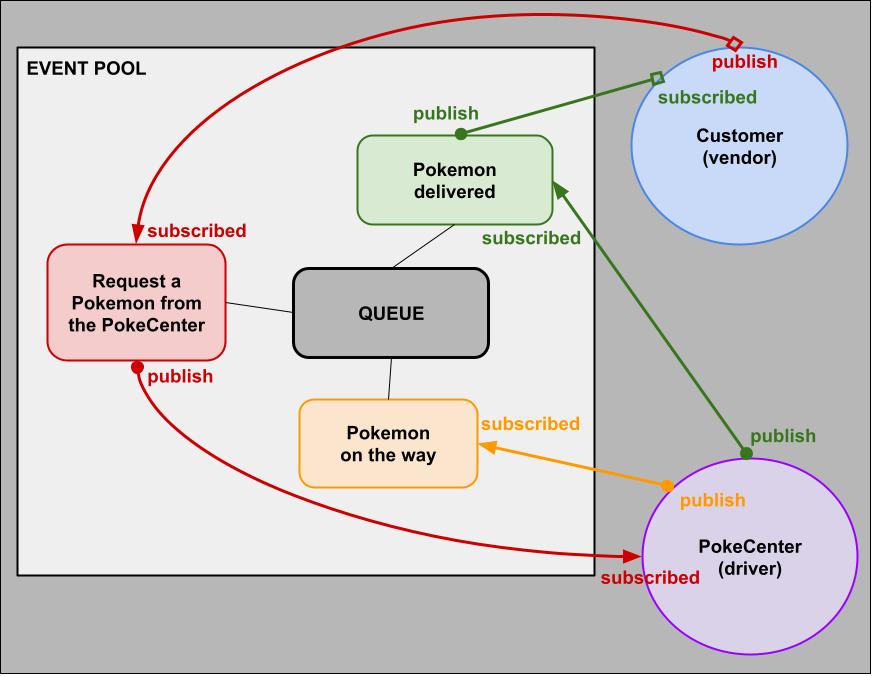 EVENT POOL
publish
subscribed
publish
Customer
(vendor)
Pokemon
delivered
subscribed
subscribed
Request a
Pokemon from
the PokeCenter
QUEUE
publish
subscribed
Pokemon
on the way
publish
publish
PokeCenter
(driver)
subscribed